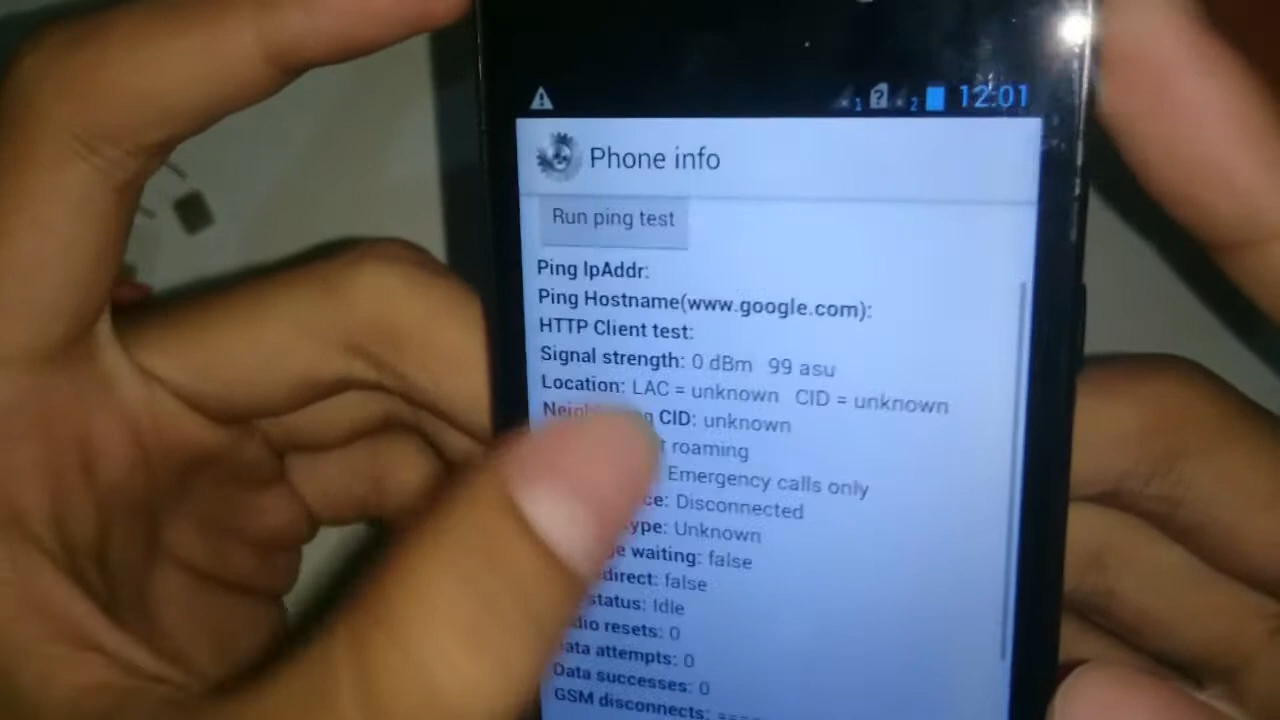 1 2 12:01
Phone info
Run ping test
Ping IpAddr:
Ping Hostname(www.google.com):
HTTP Client test:
Signal strength: 0 dBm 99 asu
Location: LAC = unknown CID = unknown
CID: unknown
roaming
Emergency calls only
Disconnected
Unknown
waiting: false
false
Idle
resets: 0
attempts: 0
Data successes: 0
GSM disconnects: